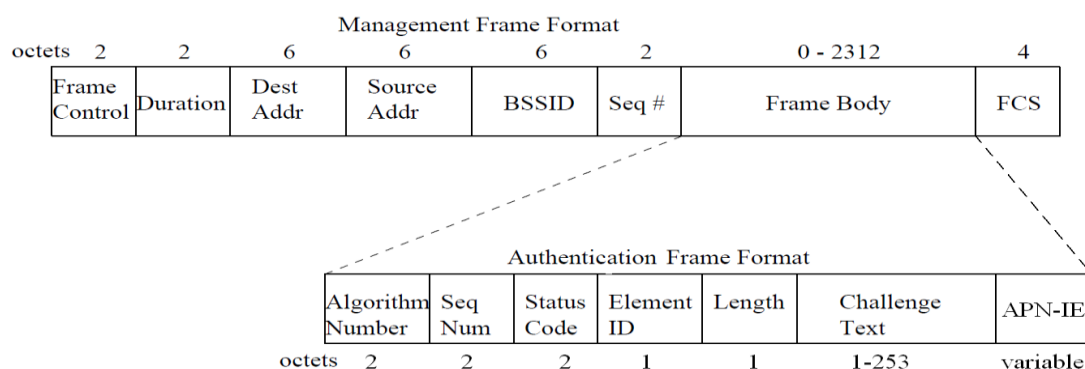 Management Frame Format
octets 2 2 6 6 6 2 0 - 2312 4
Frame Control Duration Dest Addr Source Addr BSSID Seq # Frame Body FCS
Authentication Frame Format
Algorithm Number Seq Num Status Code Element ID Length Challenge Text APN-IE
octets 2 2 2 1 1 1-253 variable